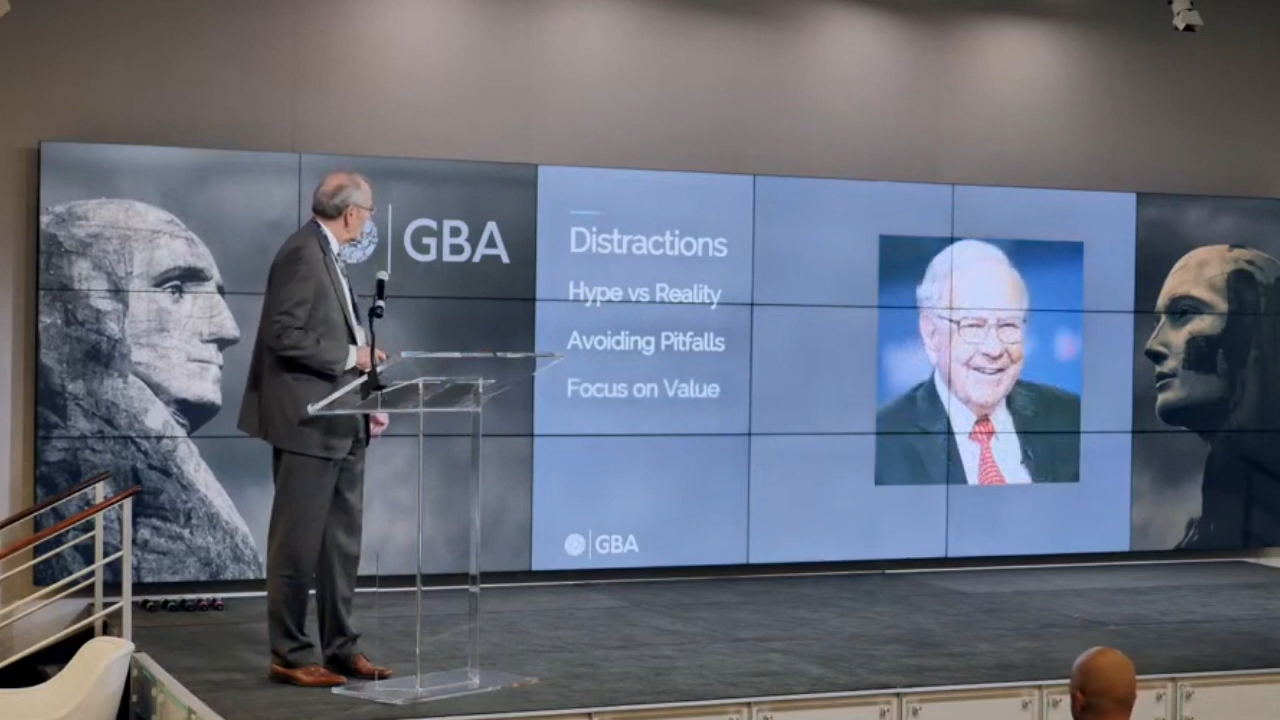 GBA
Distractions
Hype vs Reality
Avoiding Pitfalls
Focus on Value
GBA